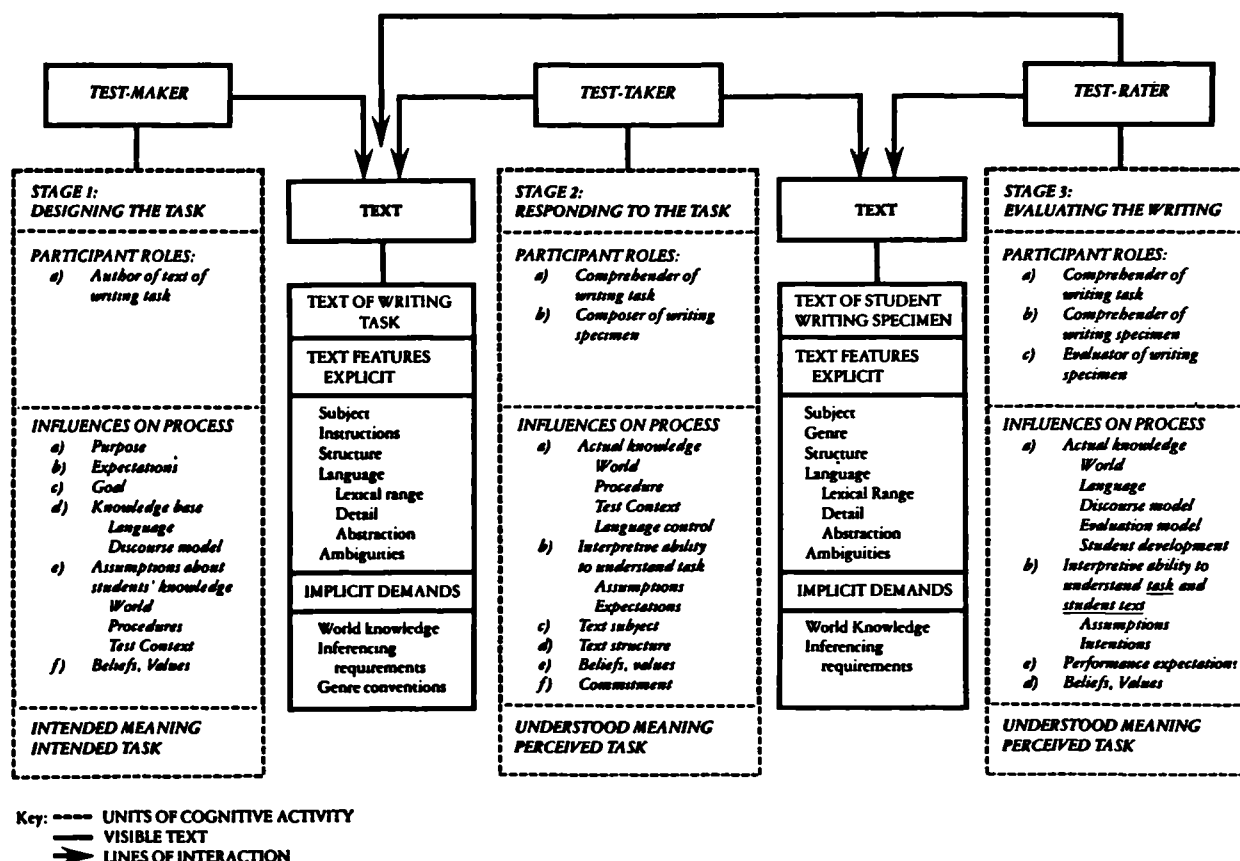 TEST-MAKER
TEST-TAKER
TEST-RATER
STAGE 1:
DESIGNING THE TASK
PARTICIPANT ROLES:
a) Author of text of
writing task
INFLUENCES ON PROCESS
a) Purpose
b) Expectations
c) Goal
d) Knowledge base
Language
Discourse model
e) Assumptions about
students' knowledge
World
Procedures
Test Context
f) Beliefs, Values
INTENDED MEANING
INTENDED TASK
TEXT
TEXT OF WRITING
TASK
TEXT FEATURES
EXPLICIT
Subject
Instructions
Structure
Language
Lexical range
Detail
Abstraction
Ambiguities
IMPLICIT DEMANDS
World knowledge
Inferencing
requirements
Genre conventions
STAGE 2:
RESPONDING TO THE TASK
PARTICIPANT ROLES:
a) Comprehender of
writing task
b) Composer of writing
specimen
INFLUENCES ON PROCESS
a) Actual knowledge
World
Procedure
Test Context
Language control
b) Interpretive ability
to understand task
Assumptions
Expectations
c) Text subject
d) Text structure
e) Beliefs, values
f) Commitment
UNDERSTOOD MEANING
PERCEIVED TASK
TEXT
TEXT OF STUDENT
WRITING SPECIMEN
TEXT FEATURES
EXPLICIT
Subject
Genre
Structure
Language
Lexical Range
Detail
Abstraction
Ambiguities
IMPLICIT DEMANDS
World Knowledge
Inferencing
requirements
STAGE 3:
EVALUATING THE WRITING
PARTICIPANT ROLES:
a) Comprehender of
writing task
b) Comprehender of
writing specimen
c) Evaluator of writing
specimen
INFLUENCES ON PROCESS
a) Actual knowledge
World
Language
Discourse model
Evaluation model
Student development
b) Interpretive ability to
understand task and
student text
Assumptions
Intentions
e) Performance expectations
d) Beliefs, Values
UNDERSTOOD MEANING
PERCEIVED TASK
Key: UNITS OF COGNITIVE ACTIVITY
VISIBLE TEXT
LINES OF INTERACTION